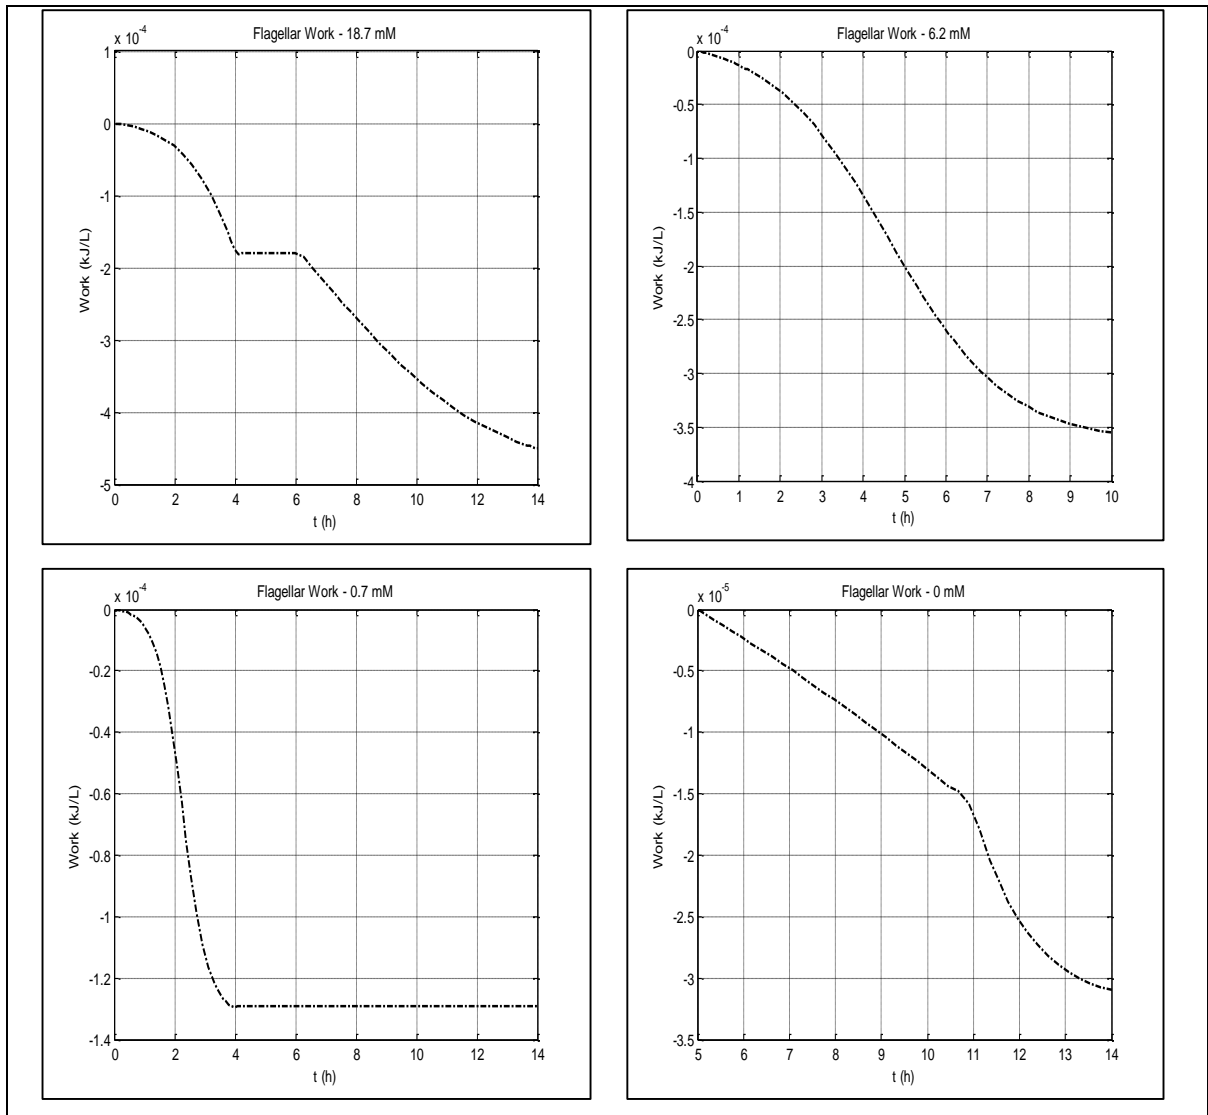 x 10-4
Flagellar Work - 18.7 mM
1
0
-1
-2
-3
-4
-5
Work (kJ/L)
0 2 4 6 8 10 12 14
t (h)
x 10-4
Flagellar Work - 6.2 mM
0
-0.5
-1
-1.5
-2
-2.5
-3
-3.5
-4
Work (kJ/L)
0 1 2 3 4 5 6 7 8 9 10
t (h)
x 10-4
Flagellar Work - 0.7 mM
0
-0.2
-0.4
-0.6
-0.8
-1
-1.2
-1.4
Work (kJ/L)
0 2 4 6 8 10 12 14
t (h)
x 10-5
Flagellar Work - 0 mM
0
-0.5
-1
-1.5
-2
-2.5
-3
-3.5
Work (kJ/L)
5 6 7 8 9 10 11 12 13 14
t (h)